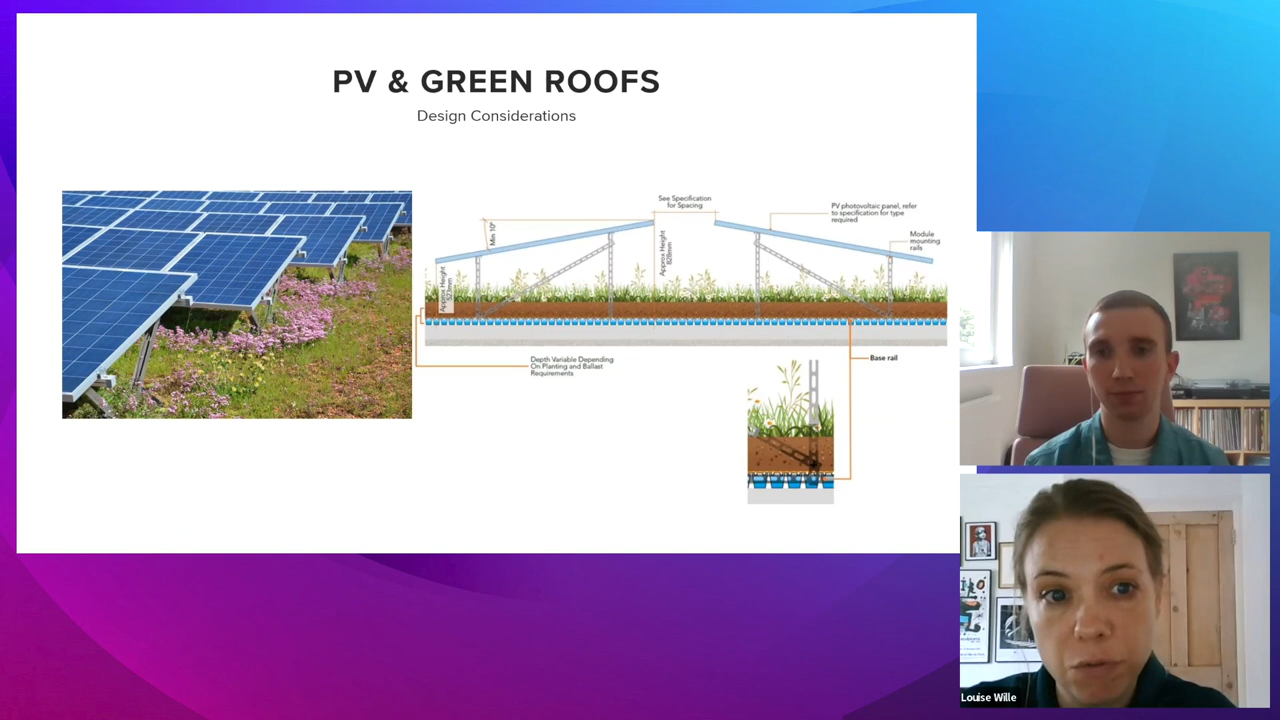 PV & GREEN ROOFS
Design Considerations
See Specification
for Spacing
PV photovoltaic panel, refer
to specification for type
required
Min 10°
Module
mounting
rails
Approx Height
828mm
Approx Height
Depth Variable Depending
On Planting and Ballast
Requirements
Base rail
Louise Wille